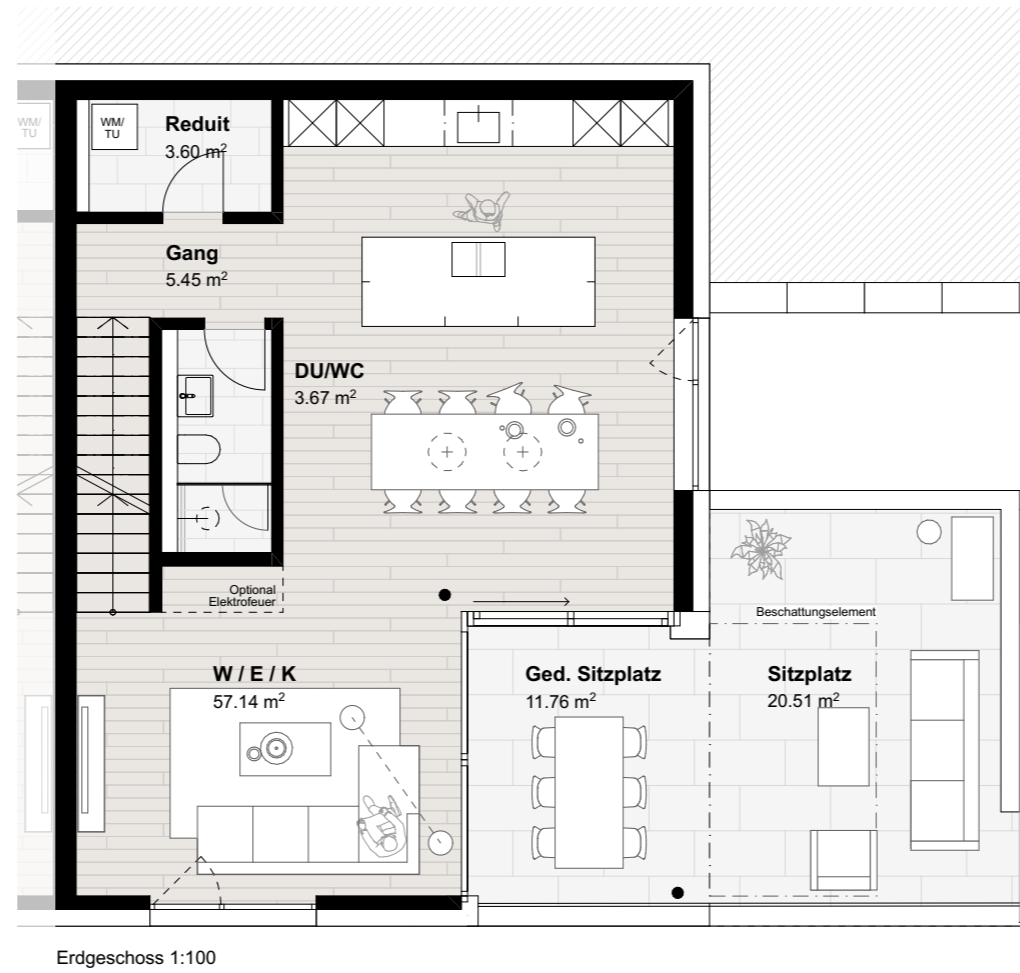 WM/
TU
WM/
TU
Reduit
3.60 m²
Gang
5.45 m²
DU/WC
3.67 m²
Optional
Elektrofeuer
Beschattungselement
W / E / K
57.14 m²
Ged. Sitzplatz
11.76 m²
Sitzplatz
20.51 m²
Erdgeschoss 1:100